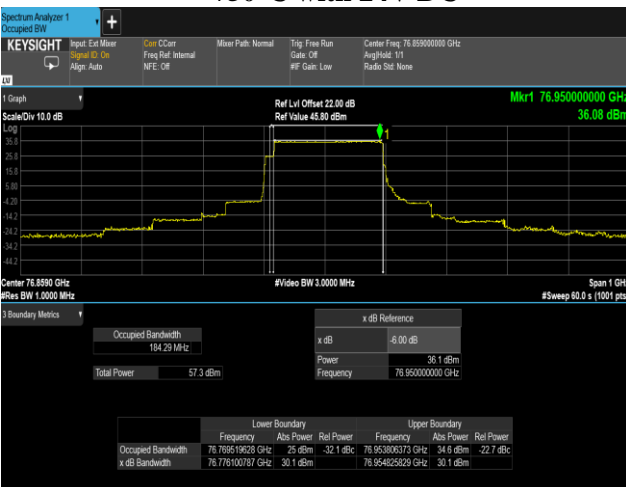 Spectrum Analyzer 1
Occupied BW
+
KEYSIGHT Input: Ext Mixer Corr CCorr Mixer Path: Normal Trig: Free Run Center Freq: 76.859000000 GHz
Signal ID: On Freq Ref: Internal Gate: Off Avg|Hold: 1/1
Align: Auto NFE: Off #IF Gain: Low Radio Std: None
LXI
1 Graph Ref Lvl Offset 22.00 dB Mkr1 76.950000000 GHz
Scale/Div 10.0 dB Ref Value 45.80 dBm 36.08 dBm
Log
1
35.8
25.8
15.8
5.80
-4.20
-14.2
-24.2
-34.2
-44.2
Center 76.8590 GHz #Video BW 3.0000 MHz Span 1 GHz
#Res BW 1.0000 MHz #Sweep 60.0 s (1001 pts
3 Boundary Metrics
x dB Reference
Occupied Bandwidth
184.29 MHz
x dB -6.00 dB
Power 36.1 dBm
Total Power 57.3 dBm Frequency 76.950000000 GHz
Lower Boundary Upper Boundary
Frequency Abs Power Rel Power Frequency Abs Power Rel Power
Occupied Bandwidth 76.769519628 GHz 25 dBm -32.1 dBc 76.953806373 GHz 34.6 dBm -22.7 dBc
x dB Bandwidth 76.776100787 GHz 30.1 dBm 76.954825829 GHz 30.1 dBm